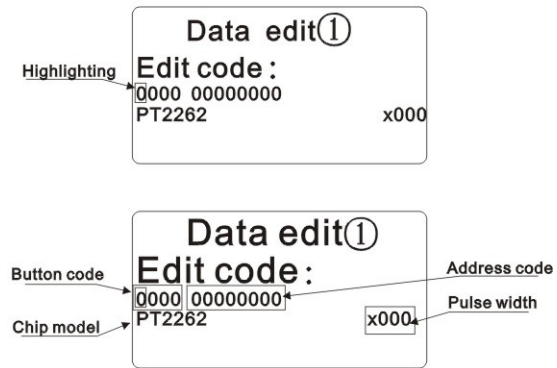 Data edit①
Edit code:
Highlighting
0000 00000000
PT2262 x000
Data edit①
Edit code:
Button code
0000 00000000
Address code
Chip model
PT2262
x000
Pulse width